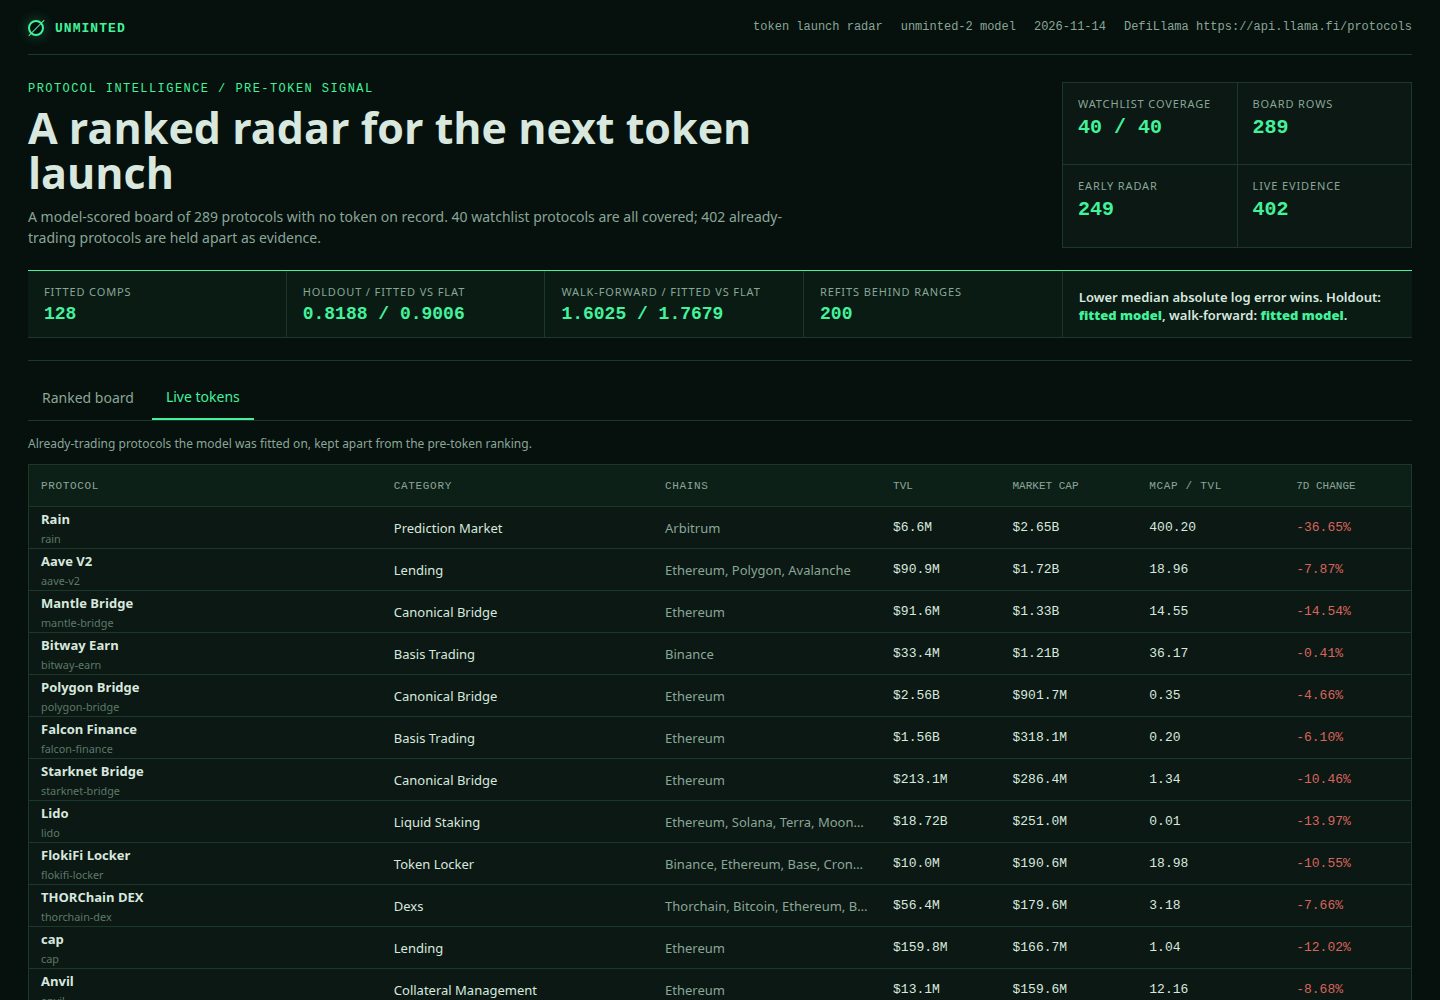 UNMINTED
token launch radar unminted-2 model 2026-11-14 DefiLlama https://api.llama.fi/protocols
PROTOCOL INTELLIGENCE / PRE-TOKEN SIGNAL
A ranked radar for the next token
launch
A model-scored board of 289 protocols with no token on record. 40 watchlist protocols are all covered; 402 already-
trading protocols are held apart as evidence.
WATCHLIST COVERAGE
40 / 40
BOARD ROWS
289
EARLY RADAR
249
LIVE EVIDENCE
402
FITTED COMPS
128
HOLDOUT / FITTED VS FLAT
0.8188 / 0.9006
WALK-FORWARD / FITTED VS FLAT
1.6025 / 1.7679
REFITS BEHIND RANGES
200
Lower median absolute log error wins. Holdout:
fitted model, walk-forward: fitted model.
Ranked board Live tokens
Already-trading protocols the model was fitted on, kept apart from the pre-token ranking.
PROTOCOL CATEGORY CHAINS TVL MARKET CAP MCAP / TVL 7D CHANGE
Rain
rain
Prediction Market Arbitrum $6.6M $2.65B 400.20 -36.65%
Aave V2
aave-v2
Lending Ethereum, Polygon, Avalanche $90.9M $1.72B 18.96 -7.87%
Mantle Bridge
mantle-bridge
Canonical Bridge Ethereum $91.6M $1.33B 14.55 -14.54%
Bitway Earn
bitway-earn
Basis Trading Binance $33.4M $1.21B 36.17 -0.41%
Polygon Bridge
polygon-bridge
Canonical Bridge Ethereum $2.56B $901.7M 0.35 -4.66%
Falcon Finance
falcon-finance
Basis Trading Ethereum $1.56B $318.1M 0.20 -6.10%
Starknet Bridge
starknet-bridge
Canonical Bridge Ethereum $213.1M $286.4M 1.34 -10.46%
Lido
lido
Liquid Staking Ethereum, Solana, Terra, Moon... $18.72B $251.0M 0.01 -13.97%
FlokiFi Locker
flokifi-locker
Token Locker Binance, Ethereum, Base, Cron... $10.0M $190.6M 18.98 -10.55%
THORChain DEX
thorchain-dex
Dexs Thorchain, Bitcoin, Ethereum, B... $56.4M $179.6M 3.18 -7.66%
cap
cap
Lending Ethereum $159.8M $166.7M 1.04 -12.02%
Anvil
Collateral Management Ethereum $13.1M $159.6M 12.16 -8.68%